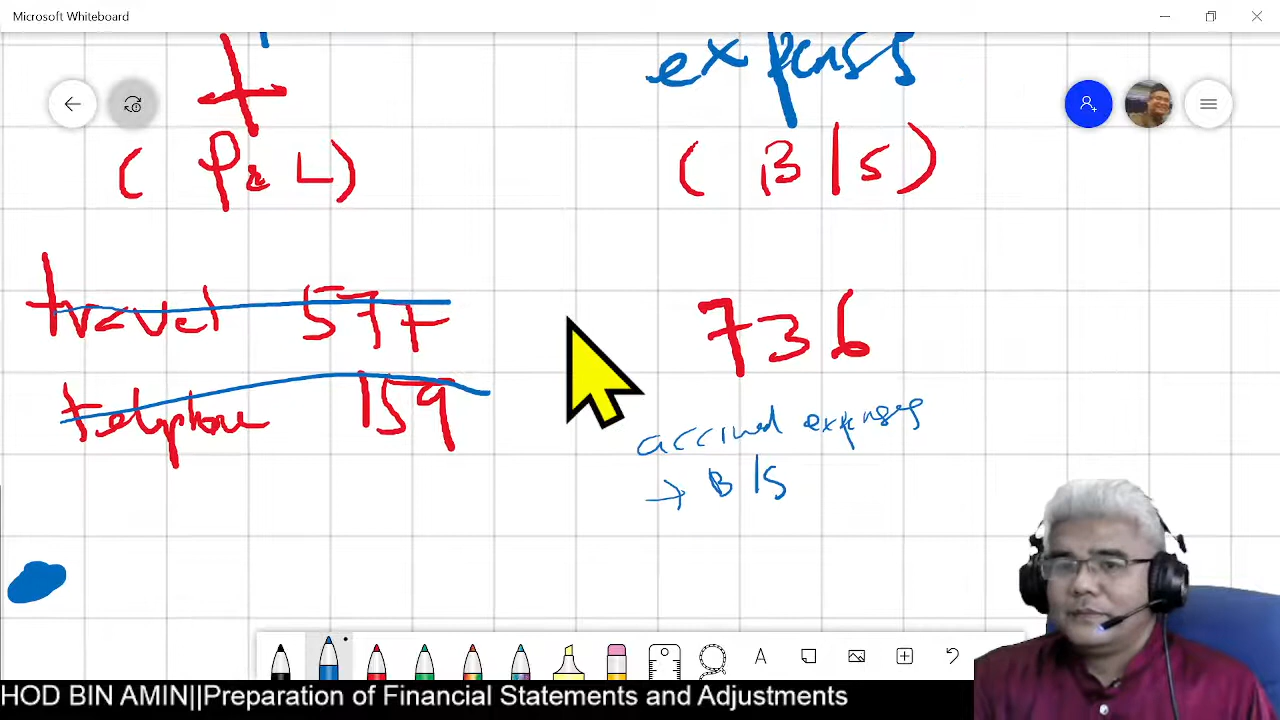 Microsoft Whiteboard
expenses
( P & L )
( B/S )
travel 577
736
telephone 159
accrued expenses
→ B/S
A
HOD BIN AMIN||Preparation of Financial Statements and Adjustments